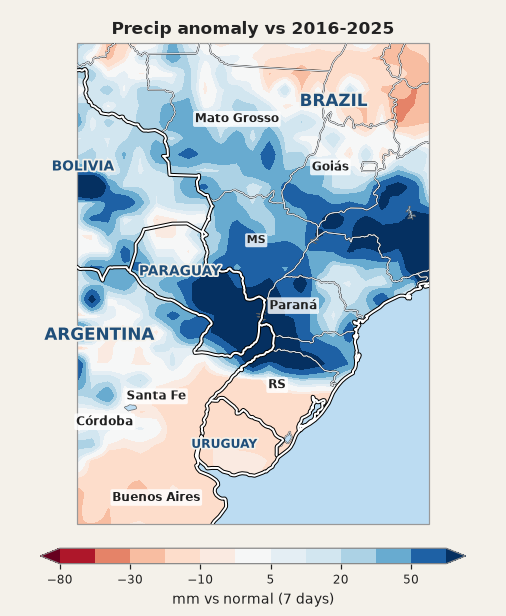 Precip anomaly vs 2016-2025
BRAZIL
Mato Grosso
BOLIVIA
Goiás
MS
PARAGUAY
Paraná
ARGENTINA
RS
Santa Fe
Córdoba
URUGUAY
Buenos Aires
−80 −30 −10 5 20 50
mm vs normal (7 days)